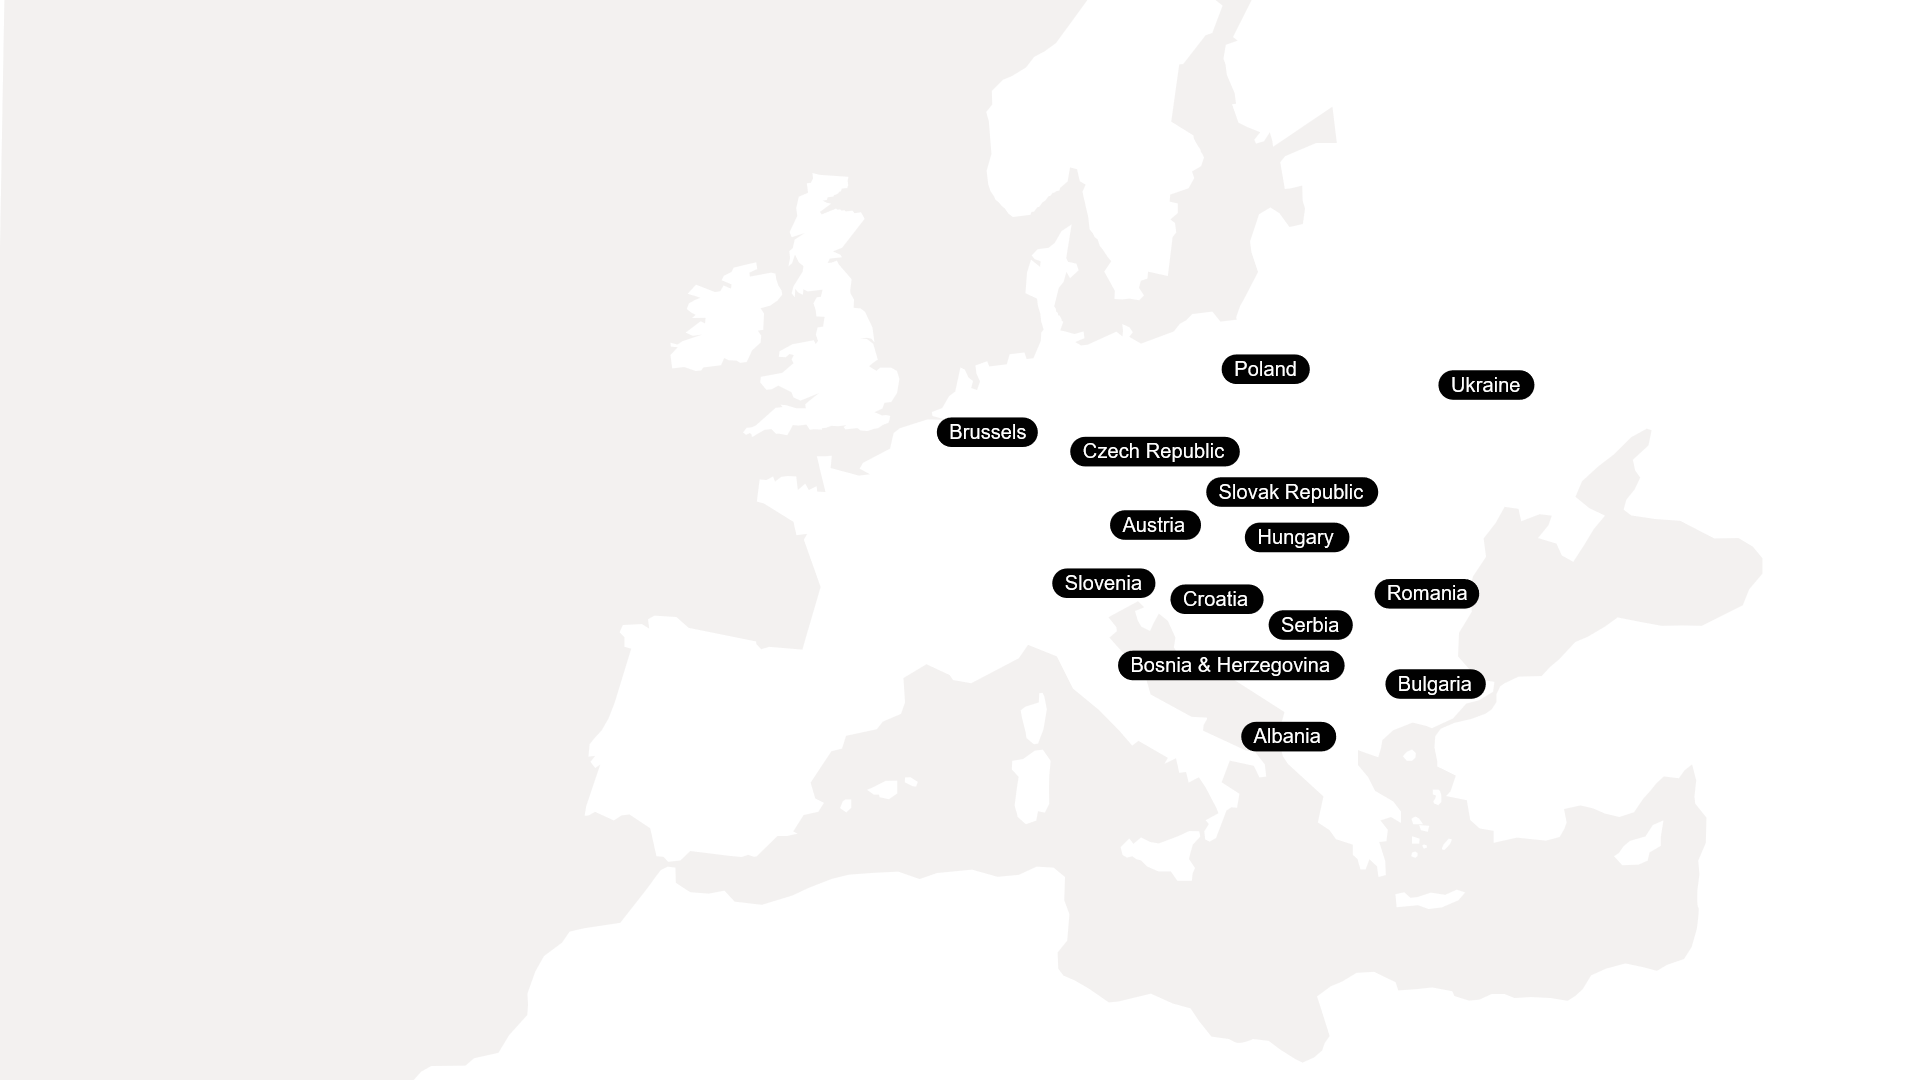 Poland
Ukraine
Brussels
Czech Republic
Slovak Republic
Austria
Hungary
Slovenia
Croatia
Romania
Serbia
Bosnia & Herzegovina
Bulgaria
Albania